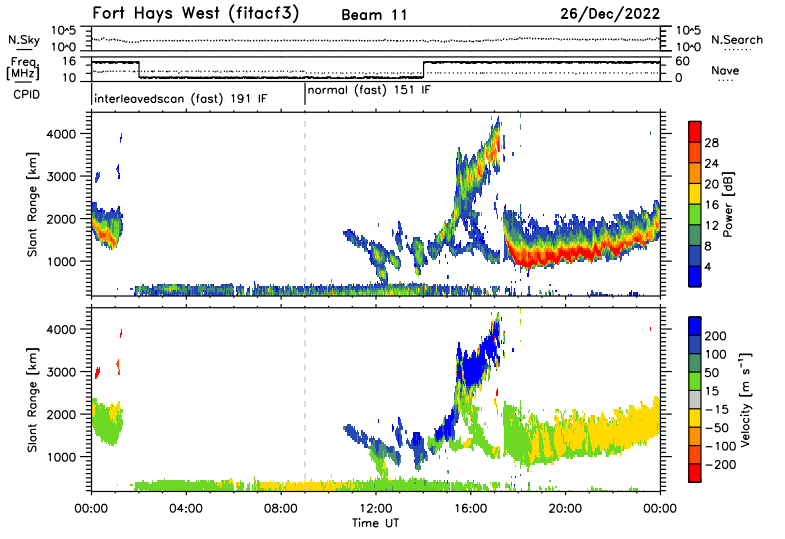 Fort Hays West (fitacf3) Beam 11 26/Dec/2022
N.Sky 10^5 10^0 10^5 10^0 N.Search
Freq. [MHz] 16 10 60 0 Nave
CPID interleavedscan (fast) 191 IF normal (fast) 151 IF
Slant Range [km]
4000
3000
2000
1000
28
24
20
16
12
8
4
Power [dB]
Slant Range [km]
4000
3000
2000
1000
200
100
50
15
-15
-50
-100
-200
Velocity [m s⁻¹]
00:00 04:00 08:00 12:00 16:00 20:00 00:00
Time UT